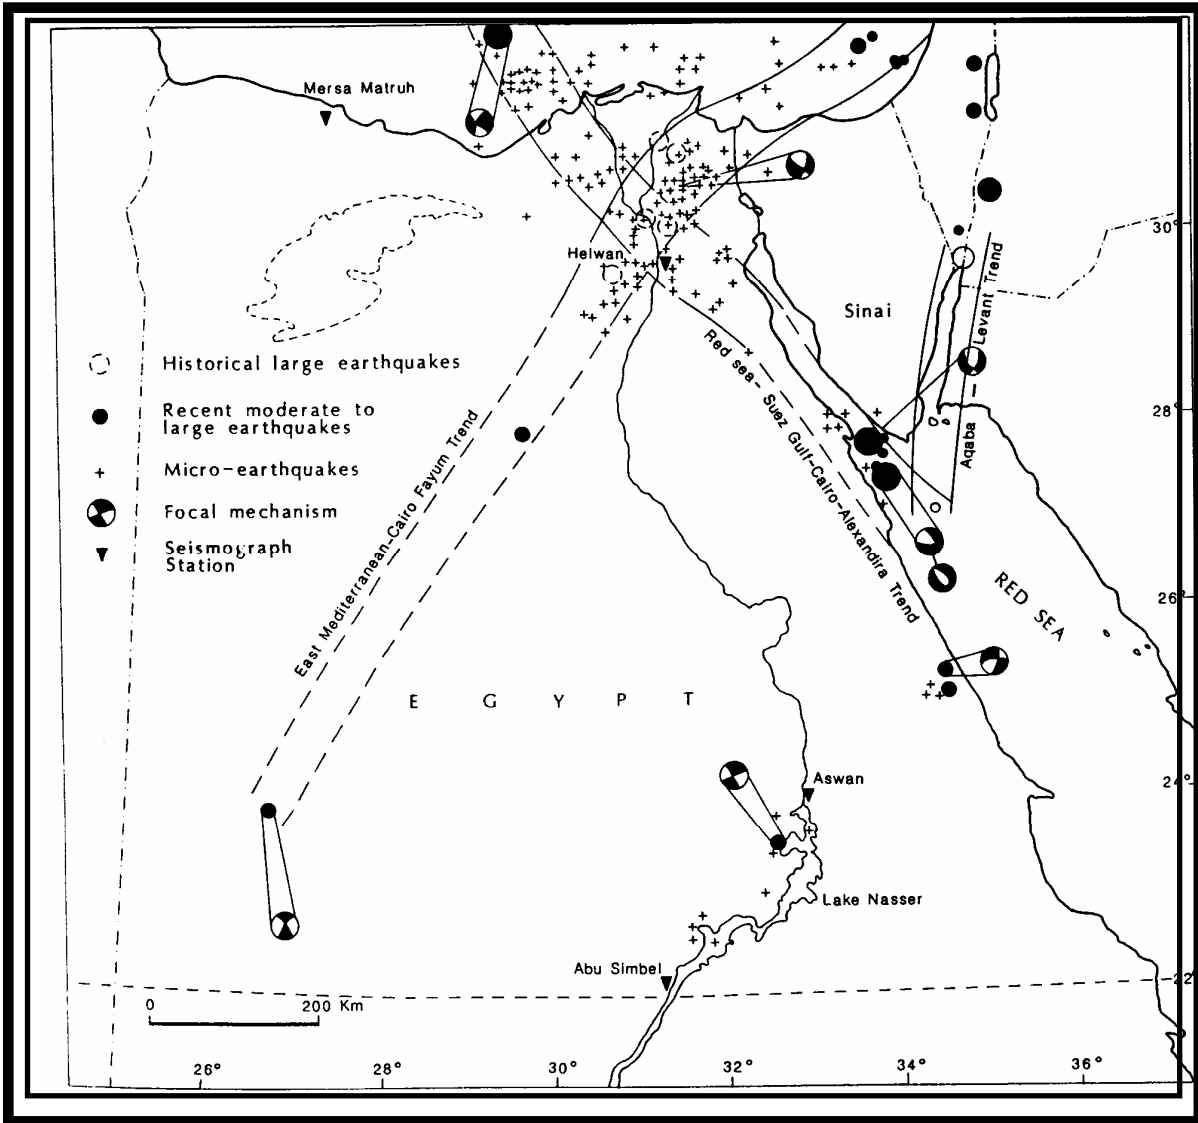 Mersa Matruh
Helwan
30°
Sinai
Levant Trend
Historical large earthquakes
Recent moderate to
large earthquakes
Micro-earthquakes
Focal mechanism
Seismograph
Station
East Mediterranean-Cairo Fayum Trend
Red sea- Suez Gulf-Cairo-Alexandira Trend
28°
Aqaba
26°
RED SEA
E G Y P T
24°
Aswan
Lake Nasser
Abu Simbel
22°
0 200 Km
26° 28° 30° 32° 34° 36°